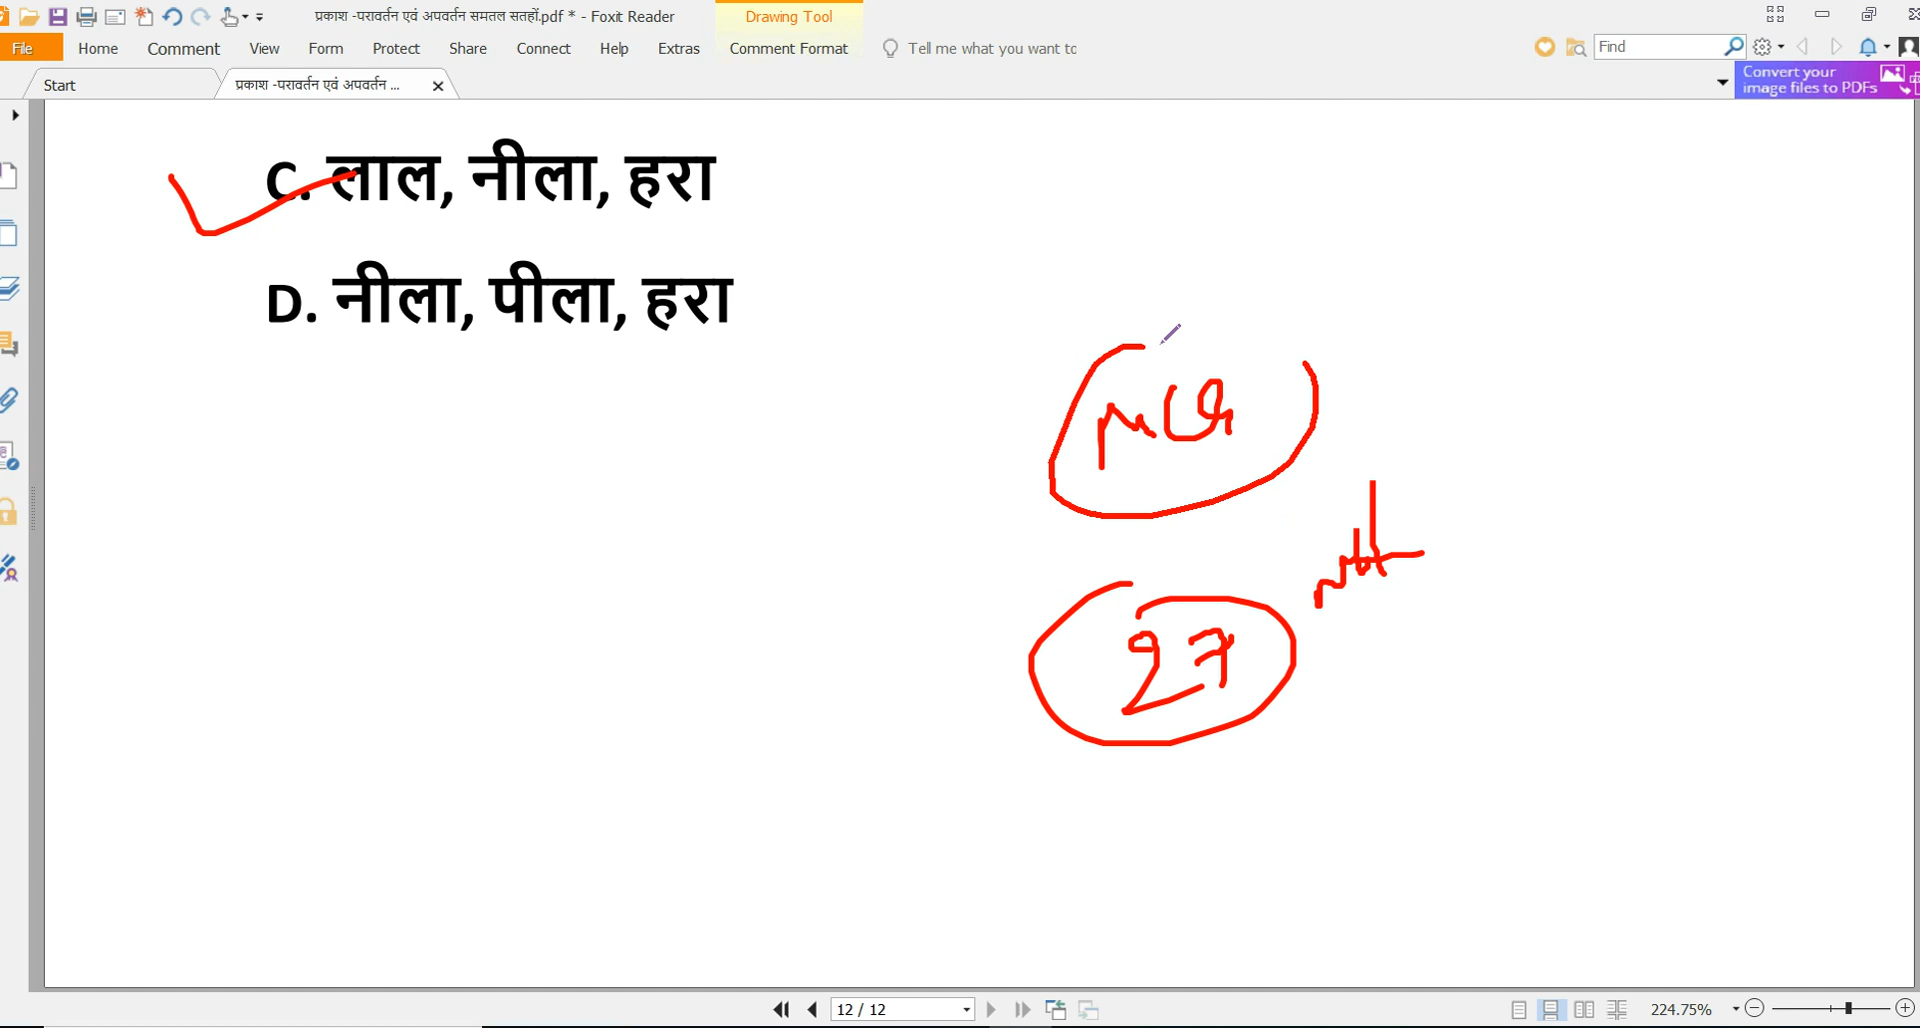 प्रकाश -परावर्तन एवं अपवर्तन समतल सतहों.pdf * - Foxit Reader
Drawing Tool
File Home Comment View Form Protect Share Connect Help Extras Comment Format Tell me what you want to Find
Start प्रकाश -परावर्तन एवं अपवर्तन ...
Convert your
image files to PDFs
C. लाल, नीला, हरा
D. नीला, पीला, हरा
MCQ
27
12 / 12
224.75%